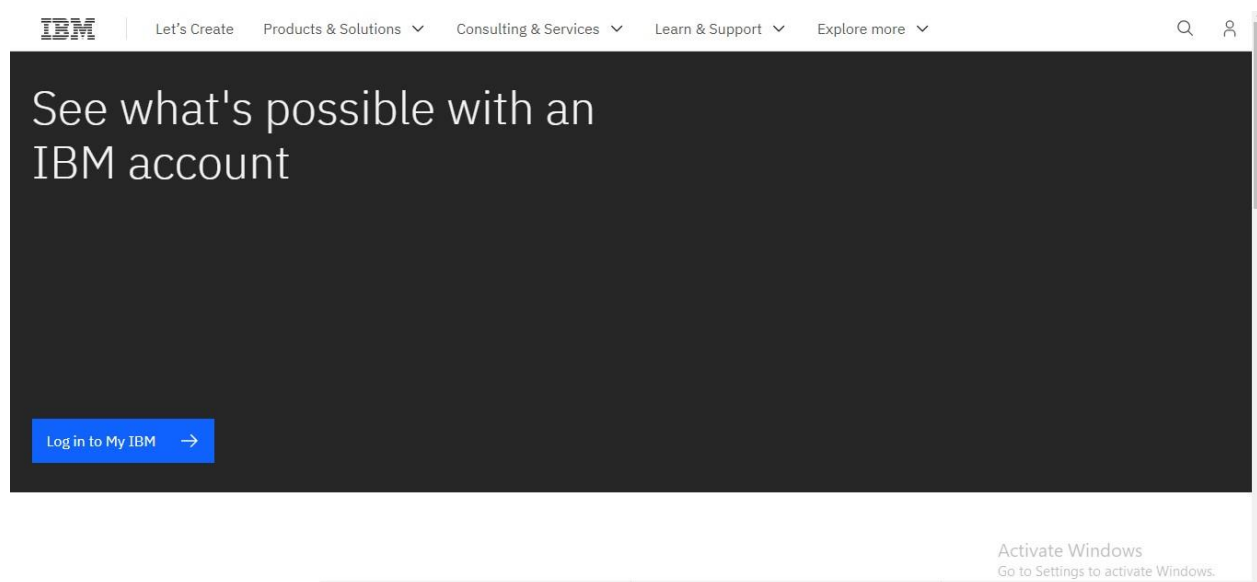 IBM Let’s Create Products & Solutions Consulting & Services Learn & Support Explore more
See what's possible with an
IBM account
Log in to My IBM
Activate Windows
Go to Settings to activate Windows.